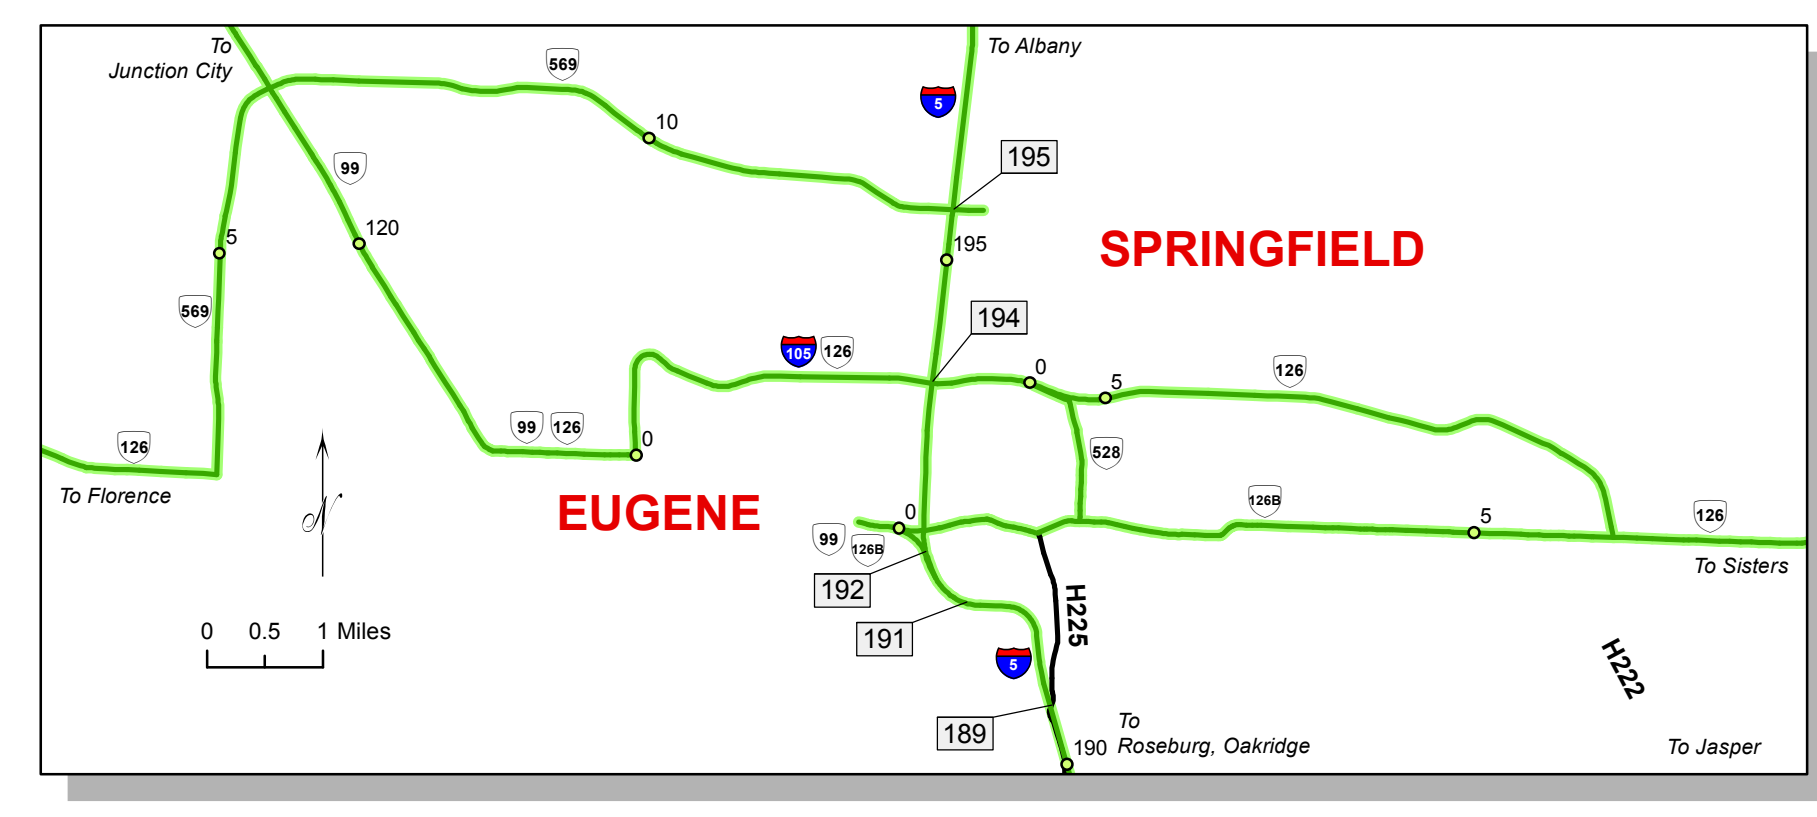 To
Junction City
569
To Albany
5
10
99
195
5
120
195
SPRINGFIELD
569
194
105
126
0
5
126
99
126
0
126
528
To Florence
N
EUGENE
0
126B
5
126
99
126B
To Sisters
192
H225
0
0.5
1 Miles
191
5
H222
189
To
Roseburg, Oakridge
190
To Jasper